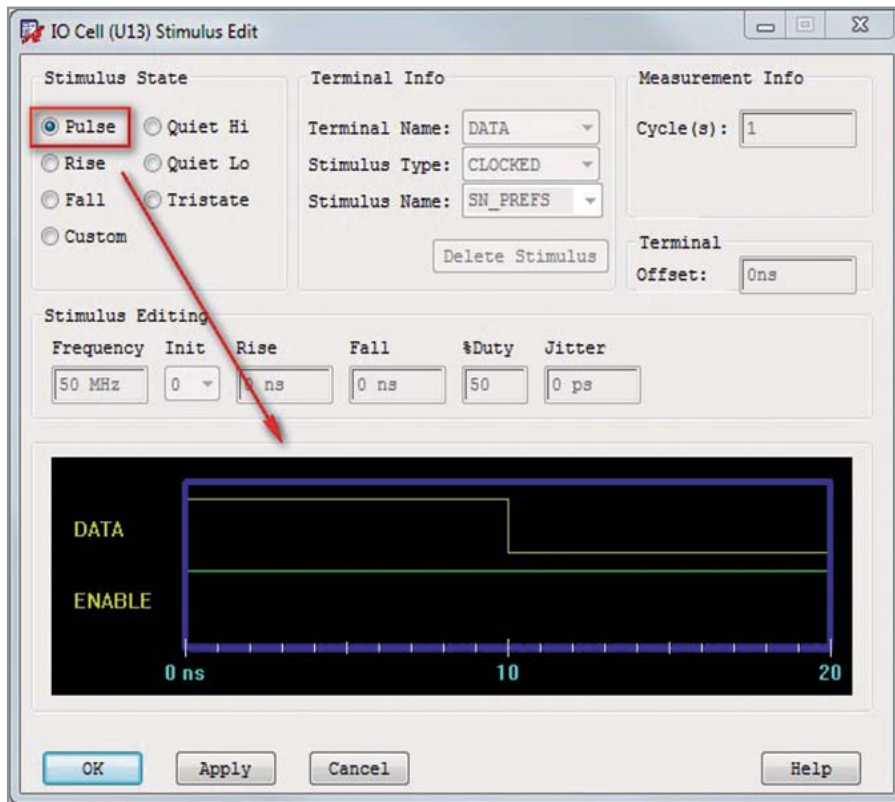 IO Cell (U13) Stimulus Edit
Stimulus State
Pulse Quiet Hi
Rise Quiet Lo
Fall Tristate
Custom
Terminal Info
Terminal Name: DATA
Stimulus Type: CLOCKED
Stimulus Name: SN_PREFS
Delete Stimulus
Measurement Info
Cycle(s): 1
Terminal
Offset: 0ns
Stimulus Editing
Frequency Init Rise Fall %Duty Jitter
50 MHz 0 0 ns 0 ns 50 0 ps
DATA
ENABLE
0 ns 10 20
OK Apply Cancel Help